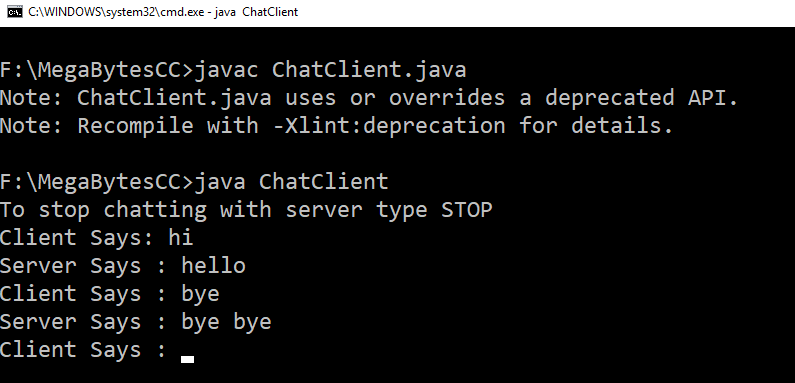 C:\WINDOWS\system32\cmd.exe - java  ChatClient
F:\MegaBytesCC>javac ChatClient.java
Note: ChatClient.java uses or overrides a deprecated API.
Note: Recompile with -Xlint:deprecation for details.
F:\MegaBytesCC>java ChatClient
To stop chatting with server type STOP
Client Says: hi
Server Says : hello
Client Says : bye
Server Says : bye bye
Client Says :